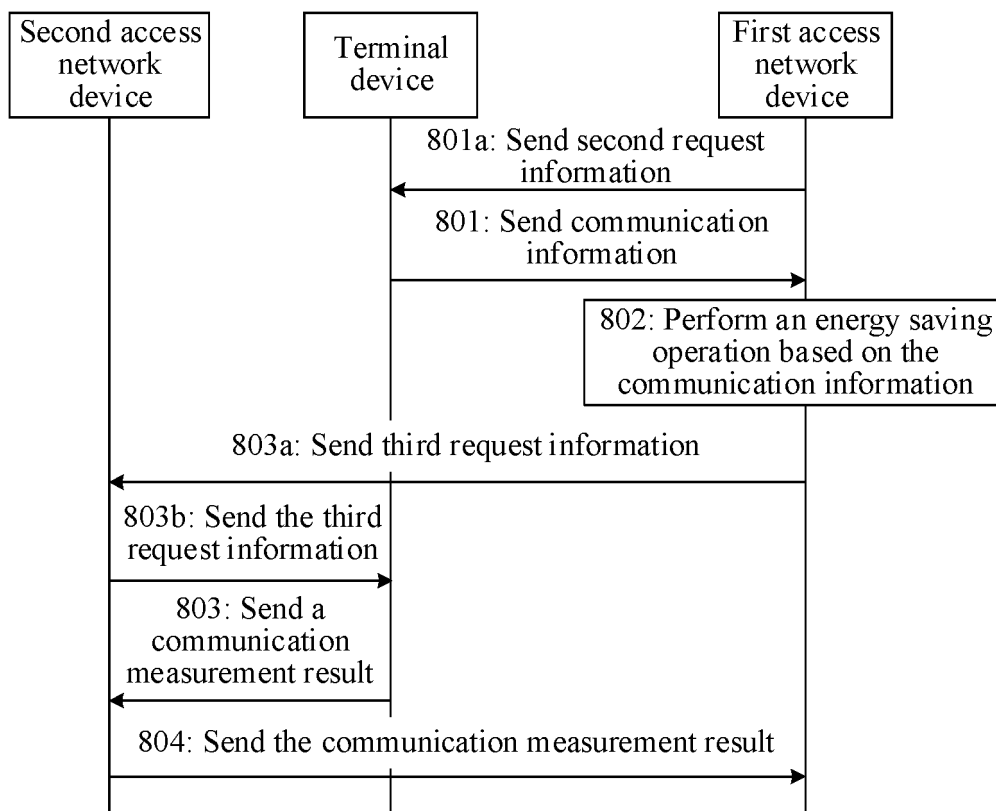 Second access
network
device
Terminal
device
First access
network
device
801a: Send second request
information
801: Send communication
information
802: Perform an energy saving
operation based on the
communication information
803a: Send third request information
803b: Send the third
request information
803: Send a
communication
measurement result
804: Send the communication measurement result